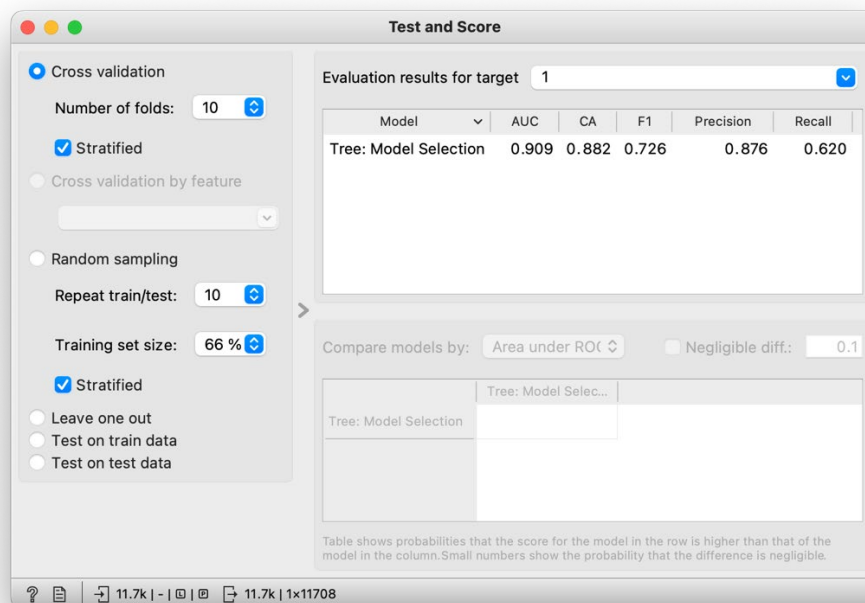 Test and Score
Cross validation
Number of folds: 10
Stratified
Cross validation by feature
Random sampling
Repeat train/test: 10
Training set size: 66 %
Stratified
Leave one out
Test on train data
Test on test data
Evaluation results for target 1
Model AUC CA F1 Precision Recall
Tree: Model Selection 0.909 0.882 0.726 0.876 0.620
Compare models by: Area under RO( Negligible diff.: 0.1
Tree: Model Selec...
Tree: Model Selection
Table shows probabilities that the score for the model in the row is higher than that of the
model in the column.Small numbers show the probability that the difference is negligible.
? 11.7k | - | L | P 11.7k | 1×11708